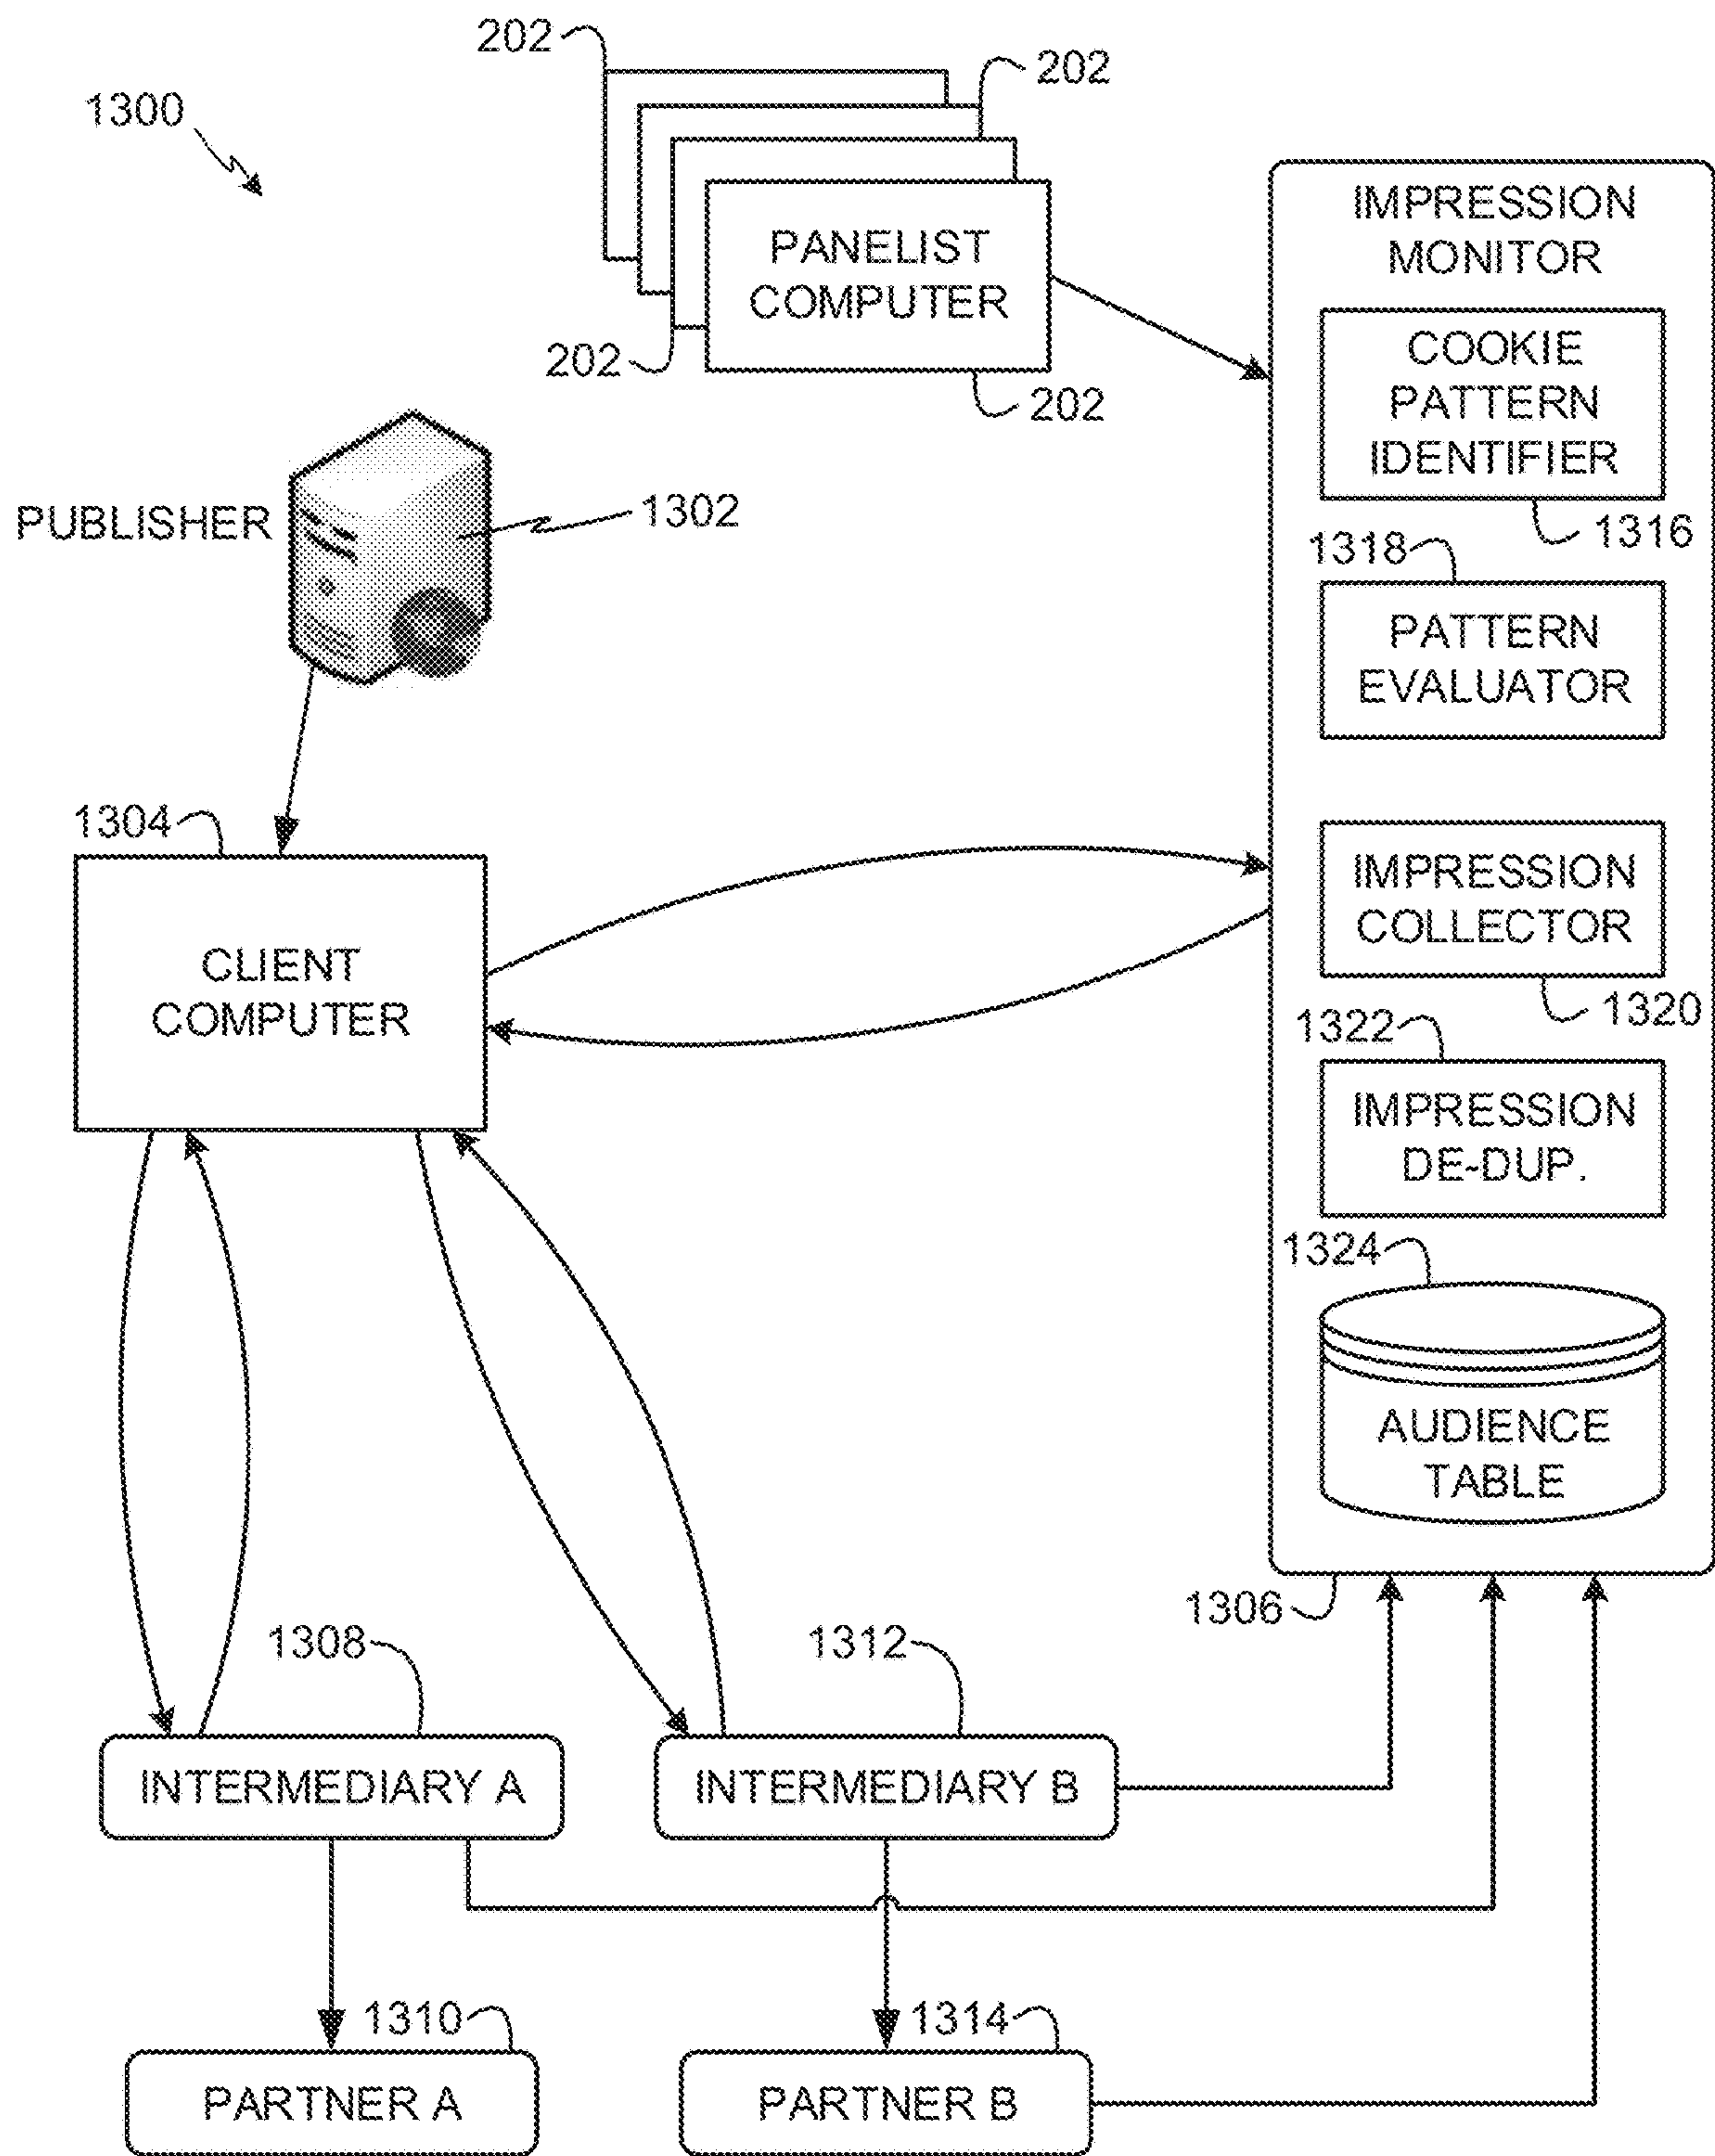 202
202
1300
PANELIST
COMPUTER
202
202
IMPRESSION
MONITOR
COOKIE
PATTERN
IDENTIFIER
1316
PUBLISHER
1302
1318
PATTERN
EVALUATOR
1304
CLIENT
COMPUTER
IMPRESSION
COLLECTOR
1320
1322
IMPRESSION
DE-DUP.
1324
AUDIENCE
TABLE
1306
1308
1312
INTERMEDIARY A
INTERMEDIARY B
1310
1314
PARTNER A
PARTNER B